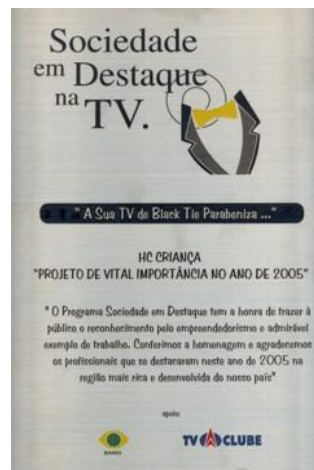 Sociedade
em Destaque
na TV.
" A Sua TV de Black Tie Parabeniza ..."
HC CRIANÇA
"PROJETO DE VITAL IMPORTÂNCIA NO ANO DE 2005"
" O Programa Sociedade em Destaque tem a honra de trazer à
público o reconhecimento pelo empreendedorismo e admirável
exemplo de trabalho. Conferimos a homenagem e agradecemos
os profissionais que se destacaram neste ano de 2005 na
região mais rica e desenvolvida do nosso país"
apoio
BAND
TV CLUBE